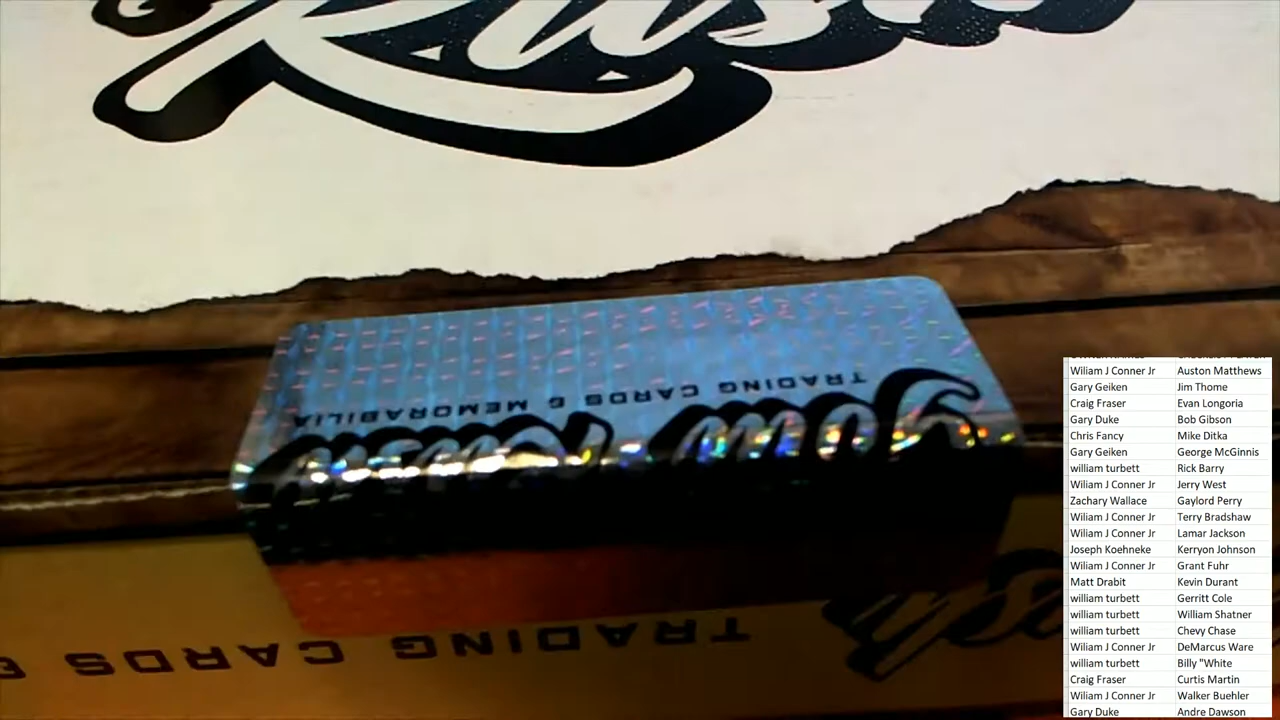 Rush
TRADING CARDS & MEMORABILIA
Gold Rush
TRADING CARDS &
Wiliam J Conner Jr Auston Matthews
Gary Geiken Jim Thome
Craig Fraser Evan Longoria
Gary Duke Bob Gibson
Chris Fancy Mike Ditka
Gary Geiken George McGinnis
william turbett Rick Barry
Wiliam J Conner Jr Jerry West
Zachary Wallace Gaylord Perry
Wiliam J Conner Jr Terry Bradshaw
Wiliam J Conner Jr Lamar Jackson
Joseph Koehneke Kerryon Johnson
Wiliam J Conner Jr Grant Fuhr
Matt Drabit Kevin Durant
william turbett Gerritt Cole
william turbett William Shatner
william turbett Chevy Chase
Wiliam J Conner Jr DeMarcus Ware
william turbett Billy "White
Craig Fraser Curtis Martin
Wiliam J Conner Jr Walker Buehler
Gary Duke Andre Dawson